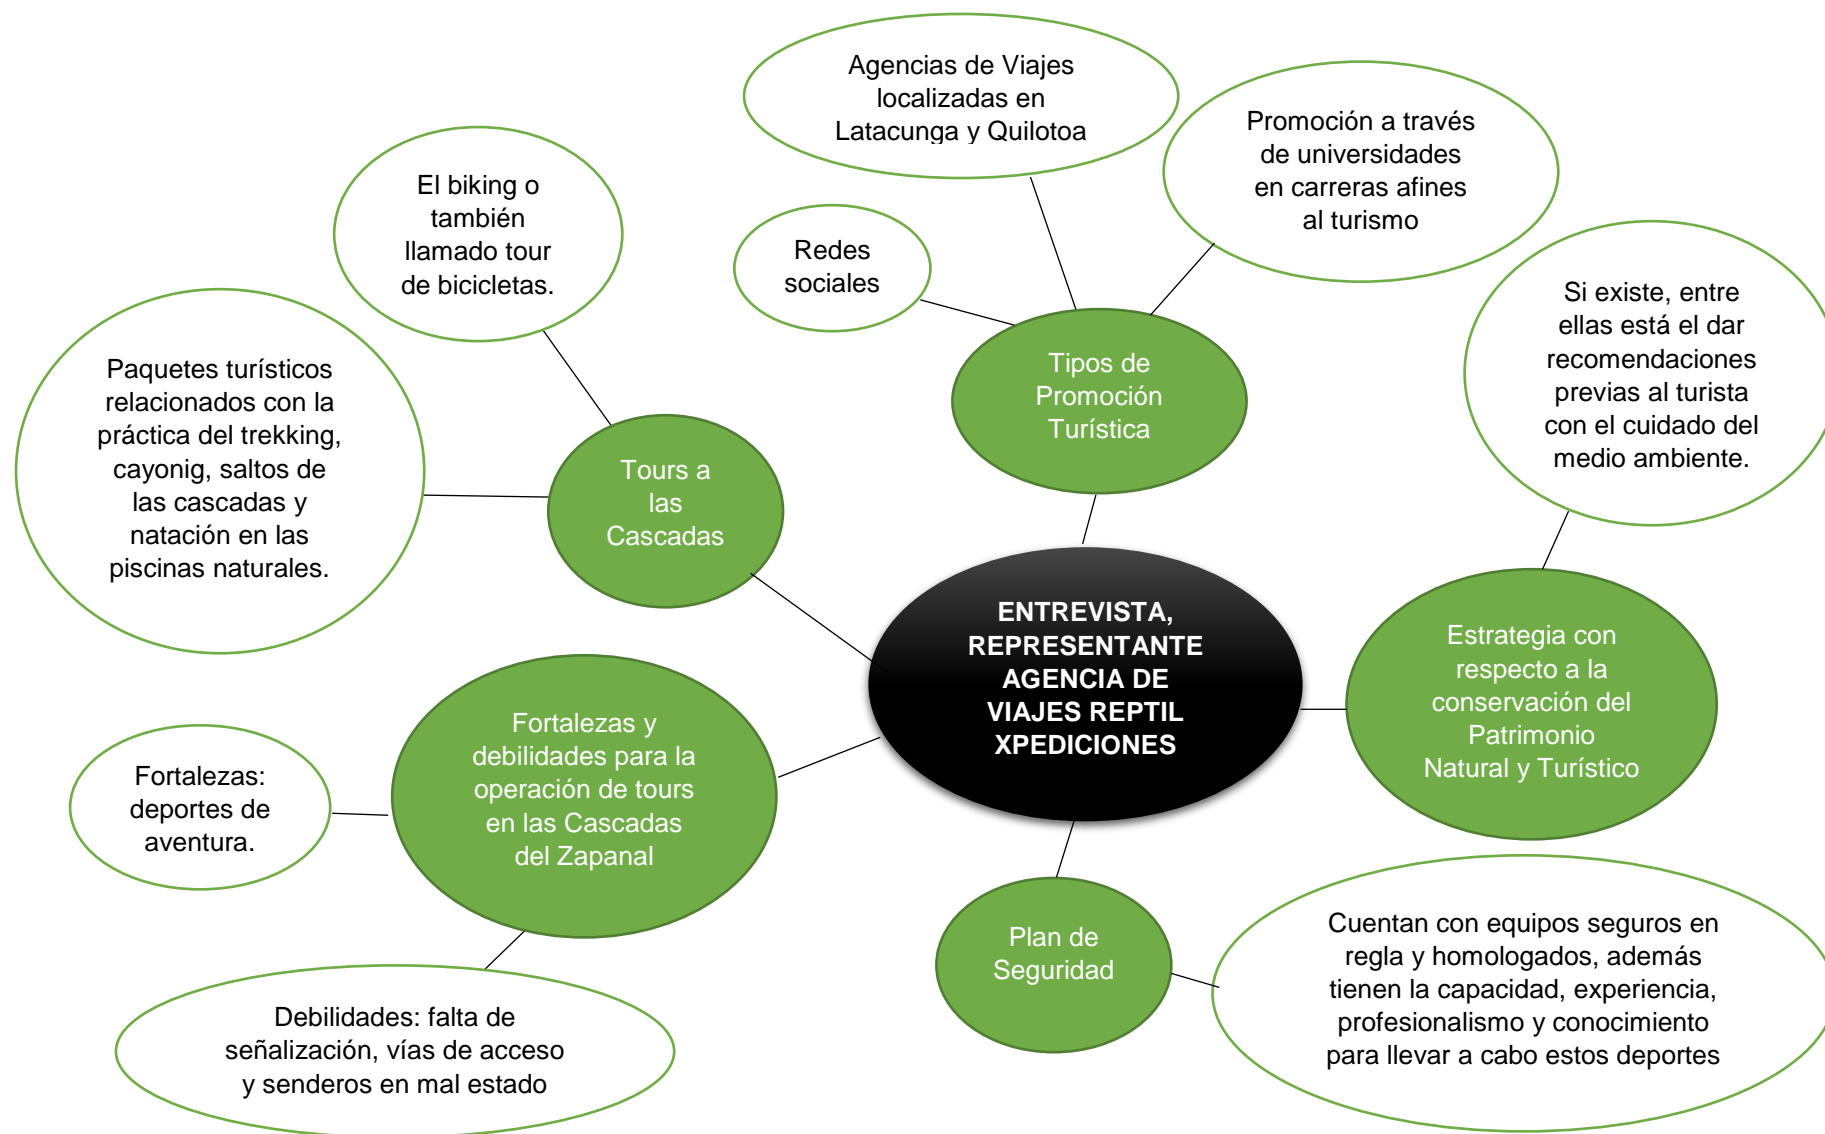 Agencias de Viajes
localizadas en
Latacunga y Quilotoa
Promoción a través
de universidades
en carreras afines
al turismo
El biking o
también
llamado tour
de bicicletas.
Redes
sociales
Si existe, entre
ellas está el dar
recomendaciones
previas al turista
con el cuidado del
medio ambiente.
Paquetes turísticos
relacionados con la
práctica del trekking,
cayonig, saltos de
las cascadas y
natación en las
piscinas naturales.
Tipos de
Promoción
Turística
Tours a
las
Cascadas
ENTREVISTA,
REPRESENTANTE
AGENCIA DE
VIAJES REPTIL
XPEDICIONES
Estrategia con
respecto a la
conservación del
Patrimonio
Natural y Turístico
Fortalezas y
debilidades para la
operación de tours
en las Cascadas
del Zapanal
Fortalezas:
deportes de
aventura.
Plan de
Seguridad
Cuentan con equipos seguros en
regla y homologados, además
tienen la capacidad, experiencia,
profesionalismo y conocimiento
para llevar a cabo estos deportes
Debilidades: falta de
señalización, vías de acceso
y senderos en mal estado